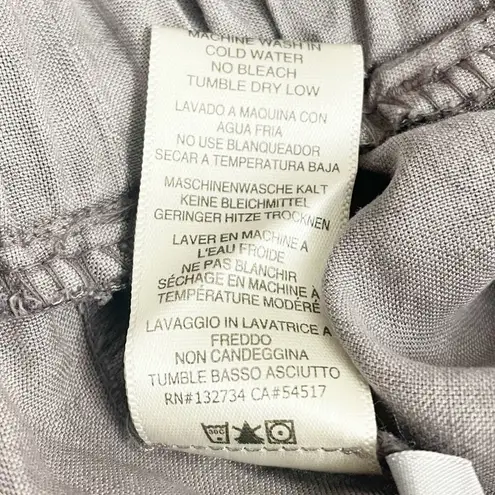 MACHINE WASH IN
COLD WATER
NO BLEACH
TUMBLE DRY LOW
LAVADO A MAQUINA CON
AGUA FRIA
NO USE BLANQUEADOR
SECAR A TEMPERATURA BAJA
MASCHINENWASCHE KALT
KEINE BLEICHMITTEL
GERINGER HITZE TROCKNEN
LAVER EN MACHINE A
L'EAU FROIDE
NE PAS BLANCHIR
SÉCHAGE EN MACHINE A
TEMPÉRATURE MODÉRÉ
LAVAGGIO IN LAVATRICE A
FREDDO
NON CANDEGGINA
TUMBLE BASSO ASCIUTTO
RN#132734 CA#54517
30C